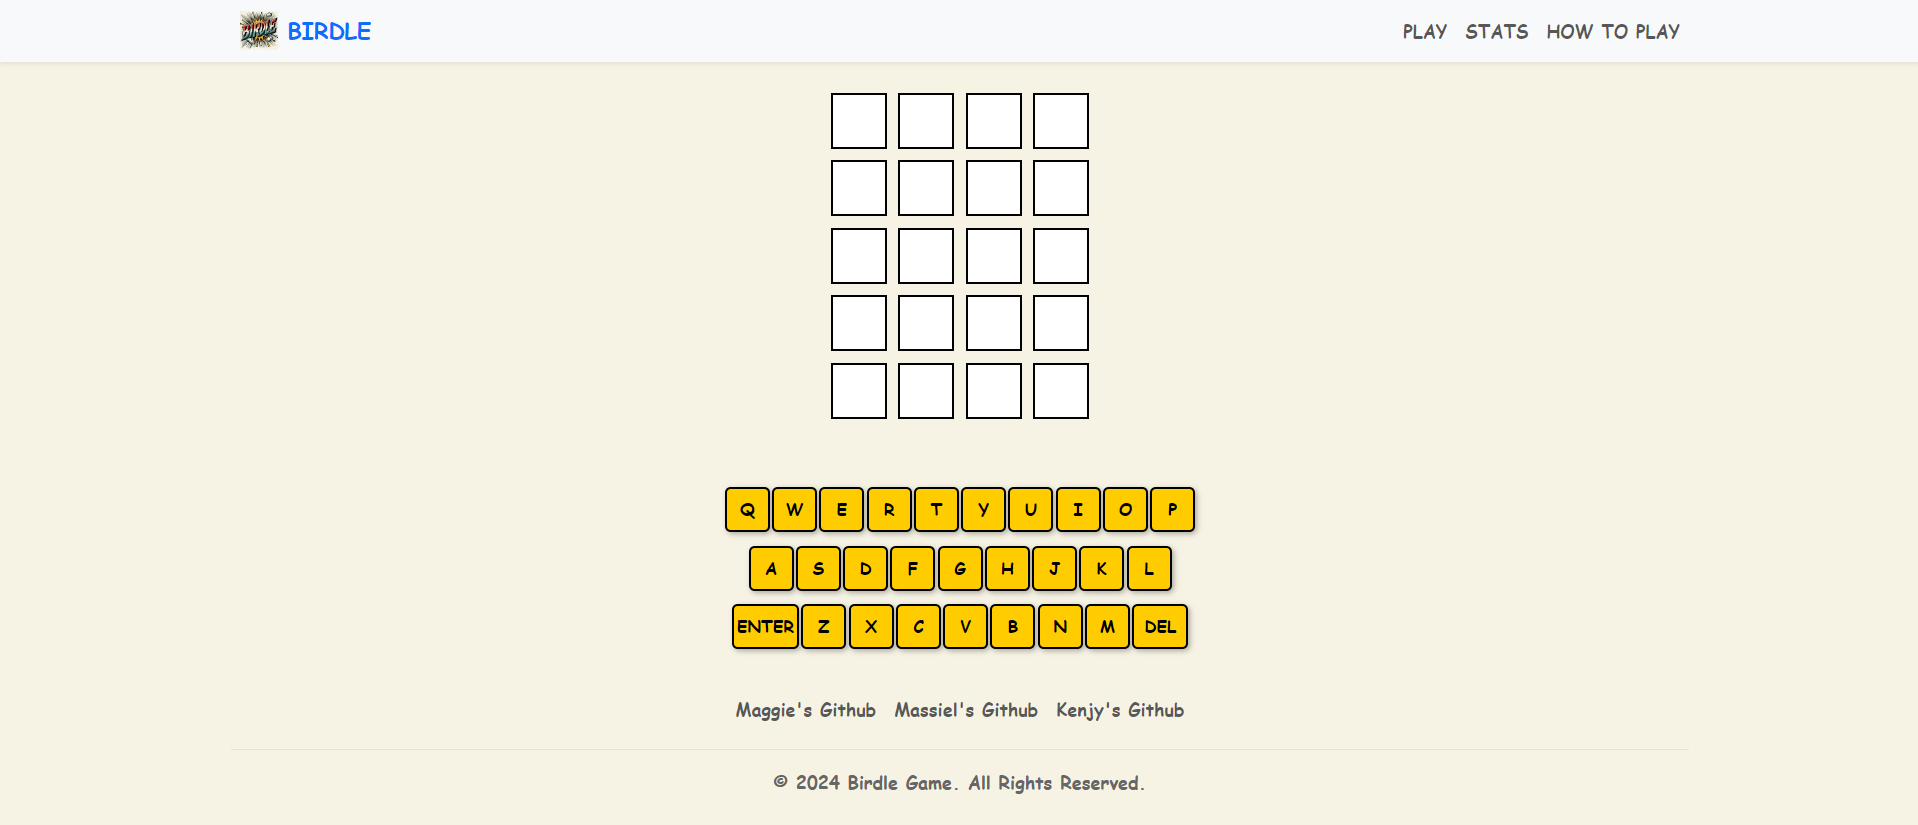 BIRDLE BIRDLE PLAY STATS HOW TO PLAY
Q W E R T Y U I O P
A S D F G H J K L
ENTER Z X C V B N M DEL
Maggie's Github Massiel's Github Kenjy's Github
© 2024 Birdle Game. All Rights Reserved.